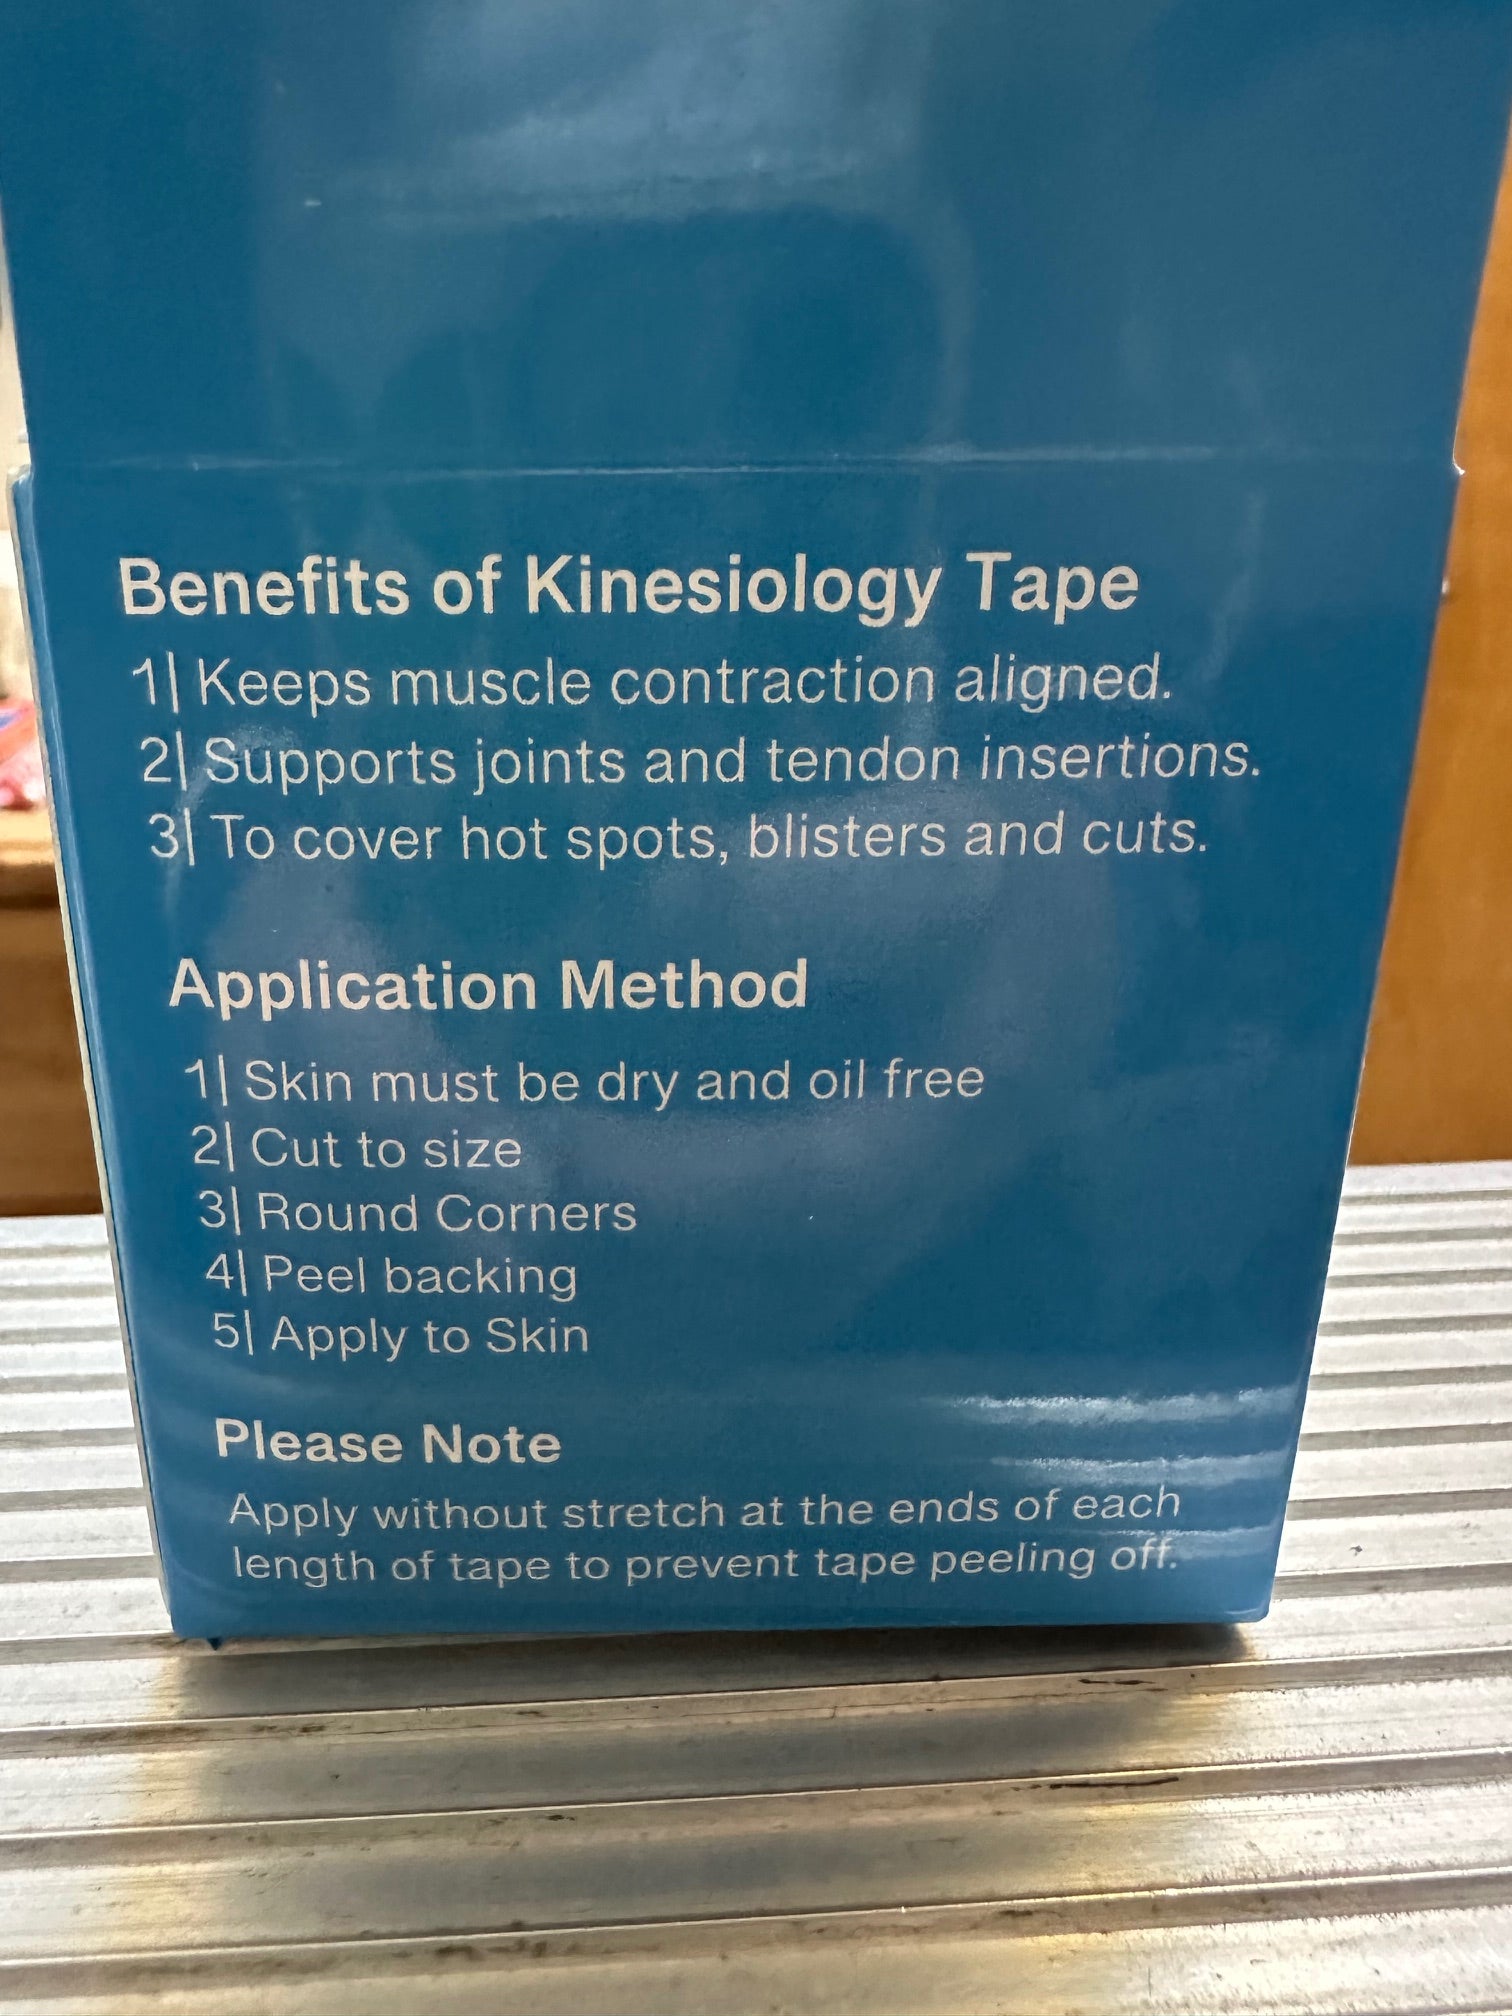 Benefits of Kinesiology Tape
1| Keeps muscle contraction aligned.
2| Supports joints and tendon insertions.
3| To cover hot spots, blisters and cuts.
Application Method
1| Skin must be dry and oil free
2| Cut to size
3| Round Corners
4| Peel backing
5| Apply to Skin
Please Note
Apply without stretch at the ends of each
length of tape to prevent tape peeling off.